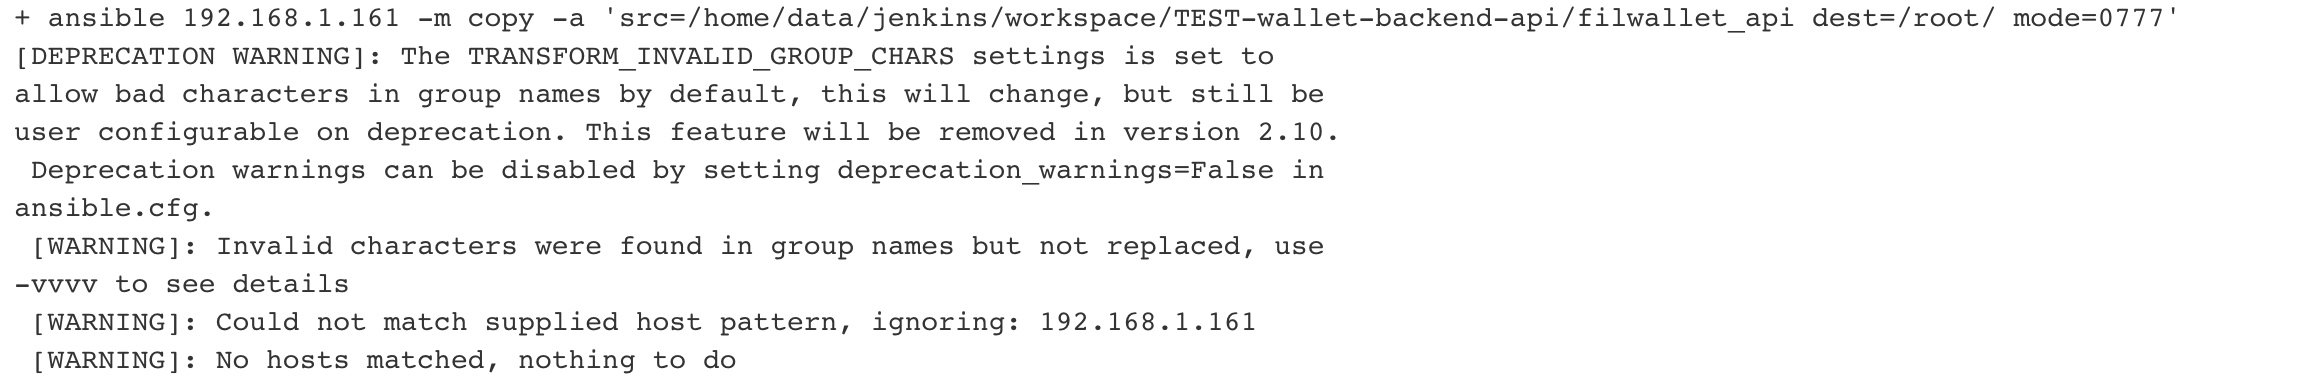 + ansible 192.168.1.161 -m copy -a 'src=/home/data/jenkins/workspace/TEST-wallet-backend-api/filwallet_api dest=/root/ mode=0777'
[DEPRECATION WARNING]: The TRANSFORM_INVALID_GROUP_CHARS settings is set to
allow bad characters in group names by default, this will change, but still be
user configurable on deprecation. This feature will be removed in version 2.10.
 Deprecation warnings can be disabled by setting deprecation_warnings=False in
ansible.cfg.
 [WARNING]: Invalid characters were found in group names but not replaced, use
-vvvv to see details
 [WARNING]: Could not match supplied host pattern, ignoring: 192.168.1.161
 [WARNING]: No hosts matched, nothing to do